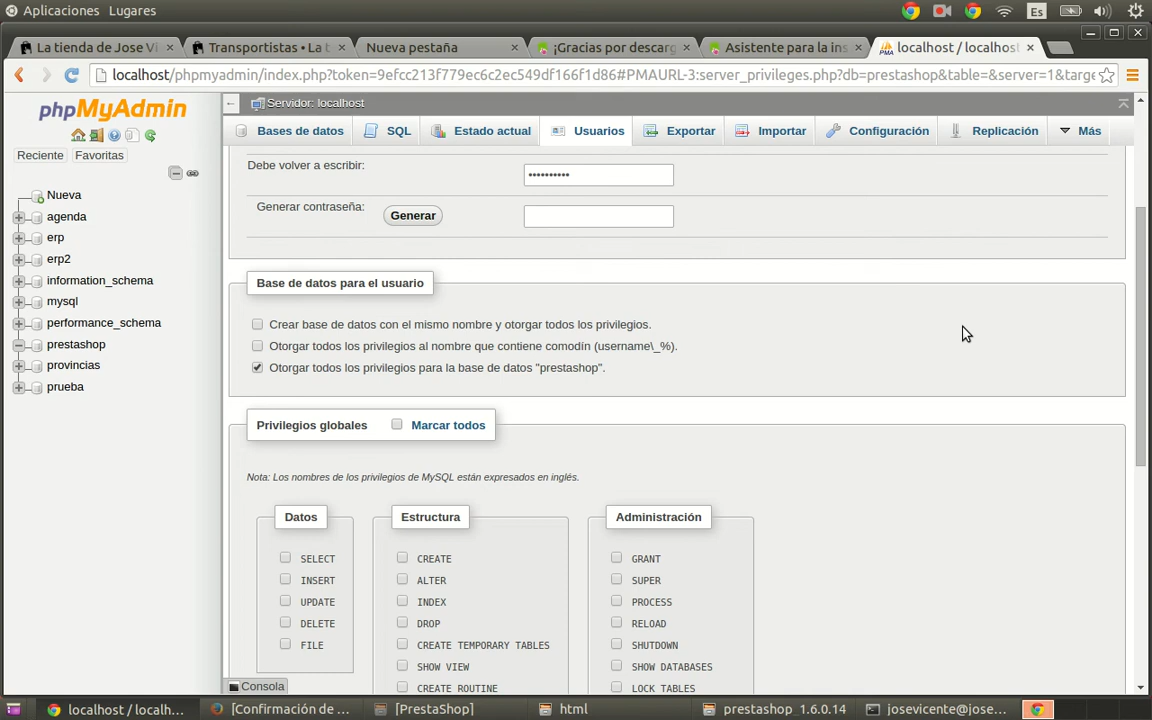 Aplicaciones Lugares
Es
La tienda de Jose Vi
Transportistas • La t
Nueva pestaña
¡Gracias por descarg
Asistente para la ins
PMA localhost / localhost
localhost/phpmyadmin/index.php?token=9efcc213f779ec6c2ec549df166f1d86#PMAURL-3:server_privileges.php?db=prestashop&table=&server=1&targe
phpMyAdmin
Reciente Favoritas
Nueva
agenda
erp
erp2
information_schema
mysql
performance_schema
prestashop
provincias
prueba
← Servidor: localhost
Bases de datos SQL Estado actual Usuarios Exportar Importar Configuración Replicación Más
Debe volver a escribir: ••••••••••
Generar contraseña: Generar
Base de datos para el usuario
Crear base de datos con el mismo nombre y otorgar todos los privilegios.
Otorgar todos los privilegios al nombre que contiene comodín (username\_%).
Otorgar todos los privilegios para la base de datos "prestashop".
Privilegios globales Marcar todos
Nota: Los nombres de los privilegios de MySQL están expresados en inglés.
Datos
SELECT
INSERT
UPDATE
DELETE
FILE
Estructura
CREATE
ALTER
INDEX
DROP
CREATE TEMPORARY TABLES
SHOW VIEW
CREATE ROUTINE
Administración
GRANT
SUPER
PROCESS
RELOAD
SHUTDOWN
SHOW DATABASES
LOCK TABLES
Consola
localhost / localh...
[Confirmación de ...
[PrestaShop]
html
prestashop_1.6.0.14
josevicente@jose...